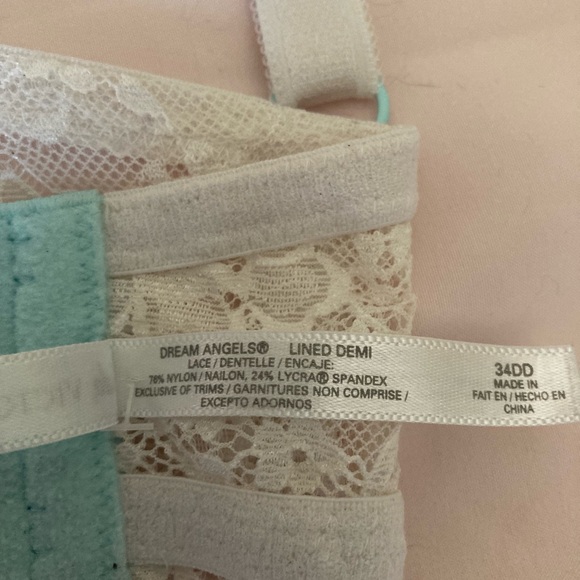 DREAM ANGELS® LINED DEMI
LACE / DENTELLE / ENCAJE:
76% NYLON / NAILON, 24% LYCRA® SPANDEX
EXCLUSIVE OF TRIMS / GARNITURES NON COMPRISE /
EXCEPTO ADORNOS
34DD
MADE IN
FAIT EN / HECHO EN
CHINA